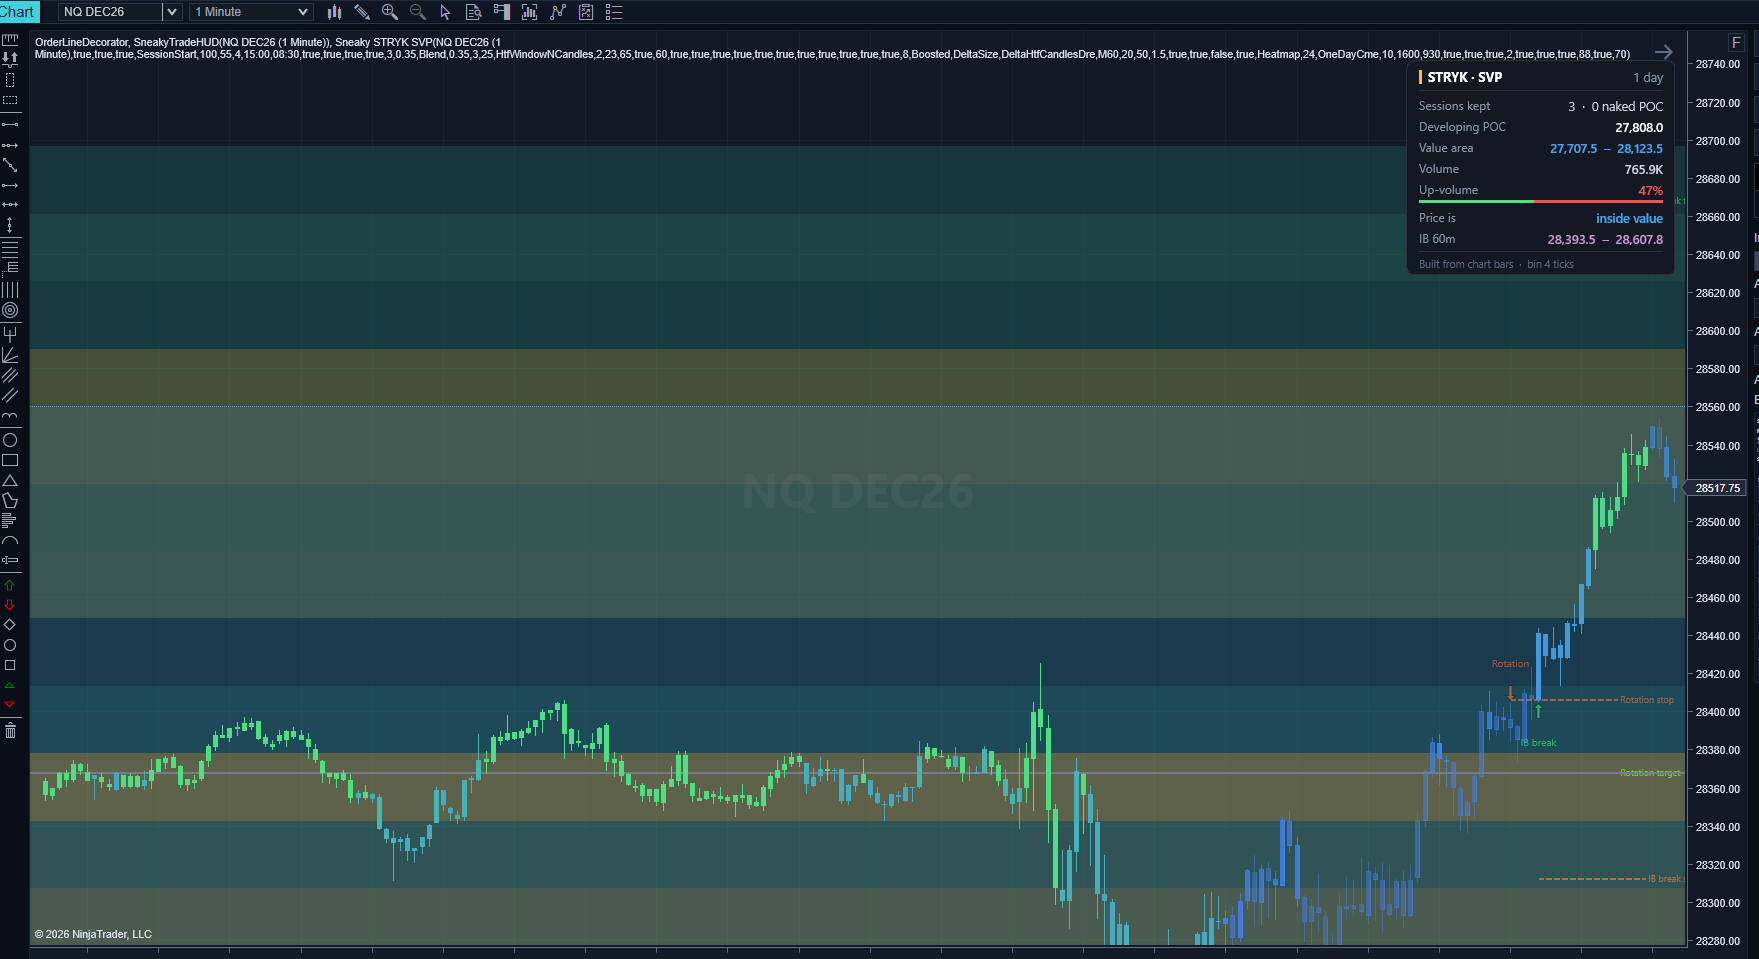 Chart
NQ DEC26
1 Minute
OrderLineDecorator, SneakyTradeHUD(NQ DEC26 (1 Minute)), Sneaky STRYK SVP(NQ DEC26 (1
Minute),true,true,true,SessionStart,100,55,4,15:00,08:30,true,true,true,true,3,0.35,Blend,0.35,3,25,HtfWindowNCandles,2,23,65,true,60,true,true,true,true,true,true,true,true,true,8,Boosted,DeltaSize,DeltaHtfCandlesDre,M60,20,50,1.5,true,true,false,true,Heatmap,24,OneDayCme,10,1600,930,true,true,true,2,true,true,true,88,true,70)
F
STRYK · SVP
1 day
Sessions kept
3 · 0 naked POC
Developing POC
27,808.0
Value area
27,707.5 – 28,123.5
Volume
765.9K
Up-volume
47%
Price is
inside value
IB 60m
28,393.5 – 28,607.8
Built from chart bars · bin 4 ticks
28740.00
28720.00
28700.00
28680.00
28660.00
28640.00
28620.00
28600.00
28580.00
28560.00
28540.00
28517.75
28500.00
28480.00
28460.00
28440.00
28420.00
28400.00
28380.00
28360.00
28340.00
28320.00
28300.00
28280.00
NQ DEC26
Rotation
Rotation stop
IB break
Rotation target
IB break
© 2026 NinjaTrader, LLC